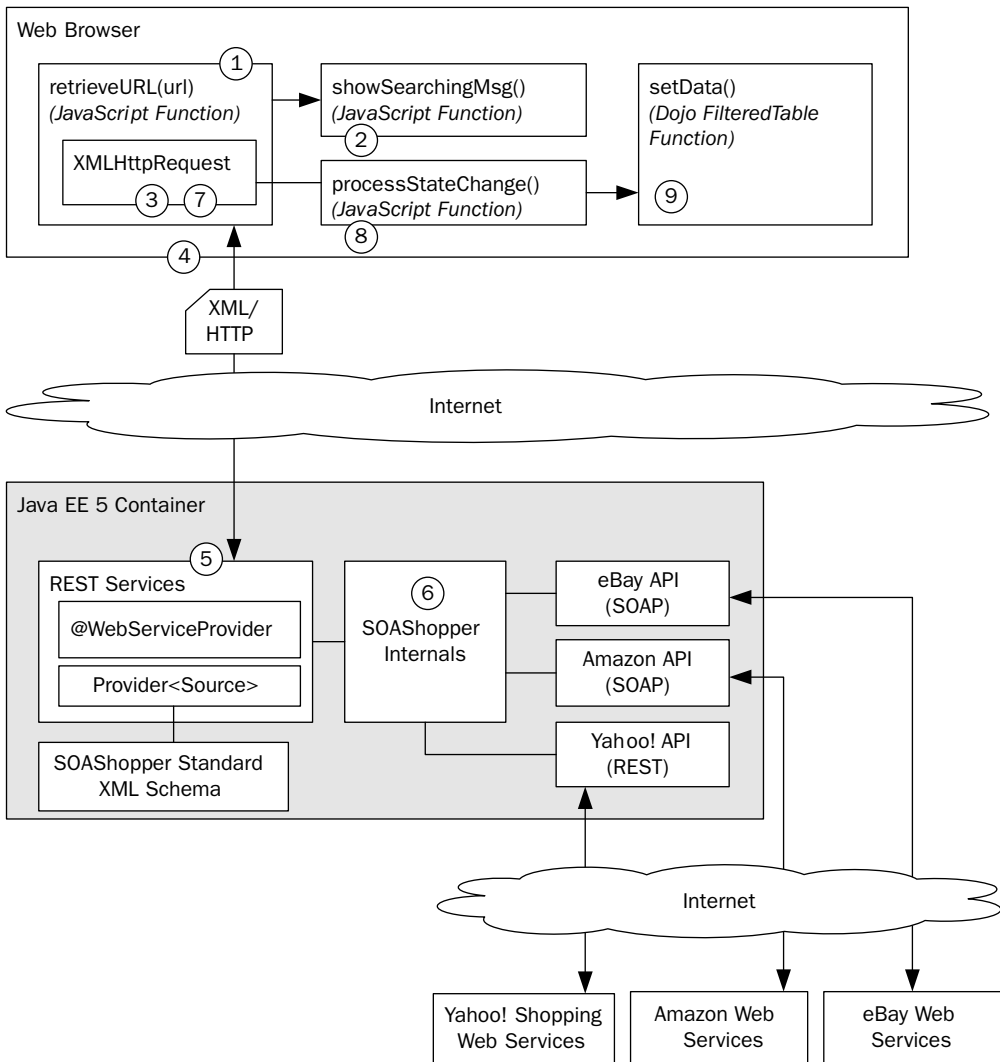 Web Browser
1
retrieveURL(url)
(JavaScript Function)
XMLHttpRequest
3
7
4
showSearchingMsg()
(JavaScript Function)
2
processStateChange()
(JavaScript Function)
8
setData()
(Dojo FilteredTable
Function)
9
XML/
HTTP
Internet
Java EE 5 Container
5
REST Services
@WebServiceProvider
Provider<Source>
SOAShopper Standard
XML Schema
6
SOAShopper
Internals
eBay API
(SOAP)
Amazon API
(SOAP)
Yahoo! API
(REST)
Internet
Yahoo! Shopping
Web Services
Amazon Web
Services
eBay Web
Services